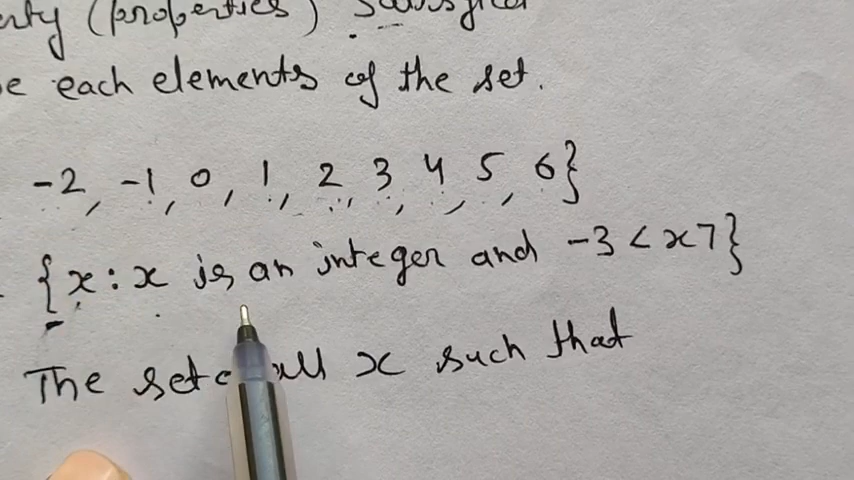 (properties)
each elements of the set.
-2, -1, 0, 1, 2, 3, 4, 5, 6}
{x : x is an integer and -3 < x 7}
The set all x such that